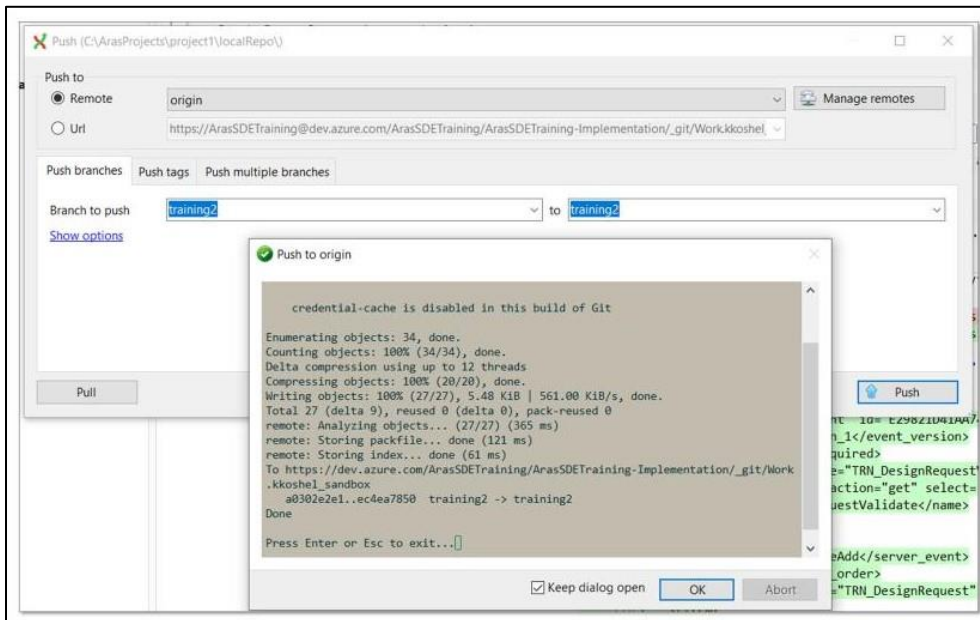 Push (C:\ArasProjects\project1\localRepo\)
Push to
Remote
origin
Manage remotes
Url
https://ArasSDETraining@dev.azure.com/ArasSDETraining/ArasSDETraining-Implementation/_git/Work.kkoshel_
Push branches
Push tags
Push multiple branches
Branch to push
training2
to
training2
Show options
Push to origin
credential-cache is disabled in this build of Git
Enumerating objects: 34, done.
Counting objects: 100% (34/34), done.
Delta compression using up to 12 threads
Compressing objects: 100% (20/20), done.
Writing objects: 100% (27/27), 5.48 KiB | 561.00 KiB/s, done.
Total 27 (delta 9), reused 0 (delta 0), pack-reused 0
remote: Analyzing objects... (27/27) (365 ms)
remote: Storing packfile... done (121 ms)
remote: Storing index... done (61 ms)
To https://dev.azure.com/ArasSDETraining/ArasSDETraining-Implementation/_git/Work
.kkoshel_sandbox
a0302e2e1..ec4ea7850 training2 -> training2
Done
Press Enter or Esc to exit...
Keep dialog open
OK
Abort
Pull
Push
n_1</event_version>
quired>
e="TRN_DesignRequest"
action="get" select=
uestValidate</name>
eAdd</server_event>
_order>
="TRN_DesignRequest"